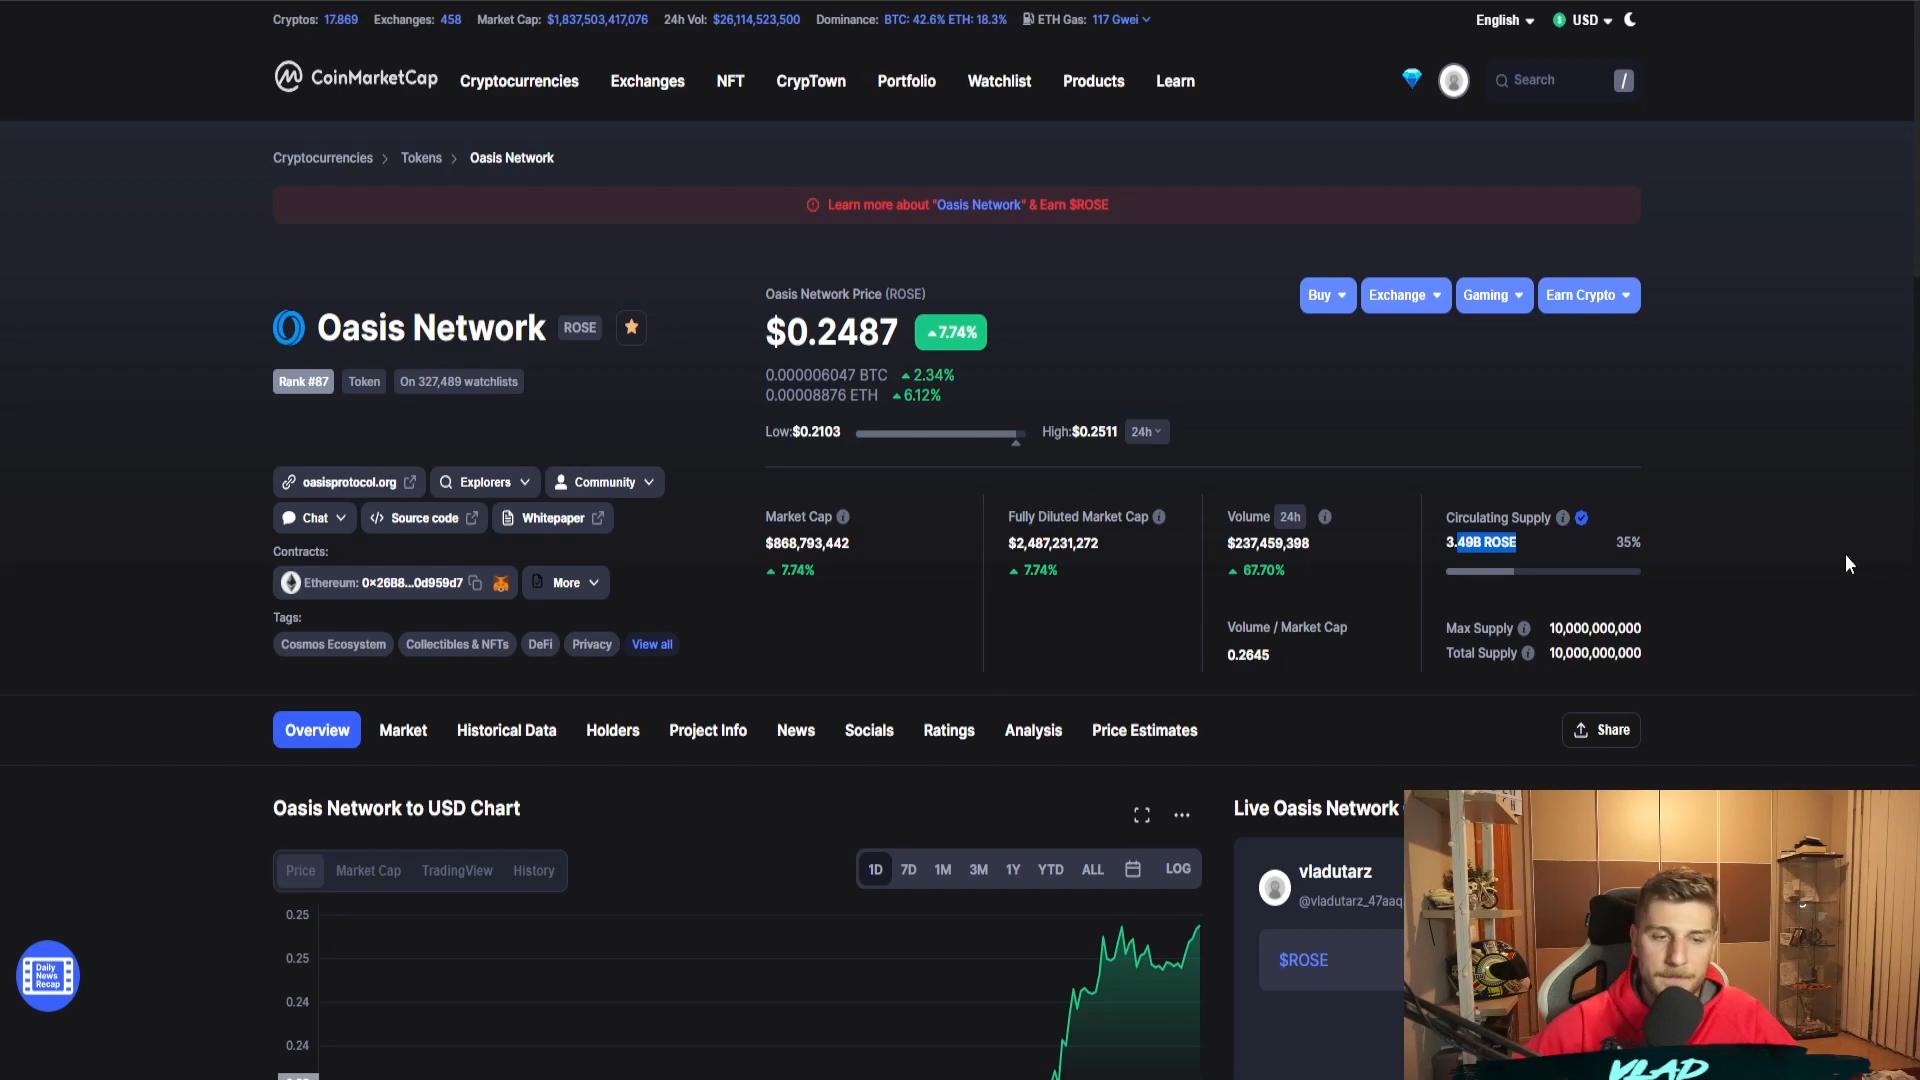 Cryptos: 17.869 Exchanges: 458 Market Cap: $1,837,503,417,076 24h Vol: $26,114,523,500 Dominance: BTC: 42.6% ETH: 18.3% ETH Gas: 117 Gwei English USD
CoinMarketCap Cryptocurrencies Exchanges NFT CrypTown Portfolio Watchlist Products Learn Search /
Cryptocurrencies > Tokens > Oasis Network
Learn more about "Oasis Network" & Earn $ROSE
Oasis Network Price (ROSE)
Buy Exchange Gaming Earn Crypto
Oasis Network ROSE $0.2487 7.74%
Rank #87 Token On 327,489 watchlists
0.000006047 BTC 2.34%
0.00008876 ETH 6.12%
Low:$0.2103 High:$0.2511 24h
oasisprotocol.org Explorers Community
Chat </> Source code Whitepaper
Contracts:
Ethereum: 0x26B8...0d959d7 More
Tags:
Cosmos Ecosystem Collectibles & NFTs DeFi Privacy View all
Market Cap
$868,793,442
7.74%
Fully Diluted Market Cap
$2,487,231,272
7.74%
Volume 24h
$237,459,398
67.70%
Volume / Market Cap
0.2645
Circulating Supply
3.49B ROSE 35%
Max Supply 10,000,000,000
Total Supply 10,000,000,000
Overview Market Historical Data Holders Project Info News Socials Ratings Analysis Price Estimates Share
Oasis Network to USD Chart
Price Market Cap TradingView History
1D 7D 1M 3M 1Y YTD ALL LOG
0.25
0.25
0.24
0.24
Live Oasis Network
vladutarz
@vladutarz_47aaq
$ROSE
Daily
News
Recap
VLAD